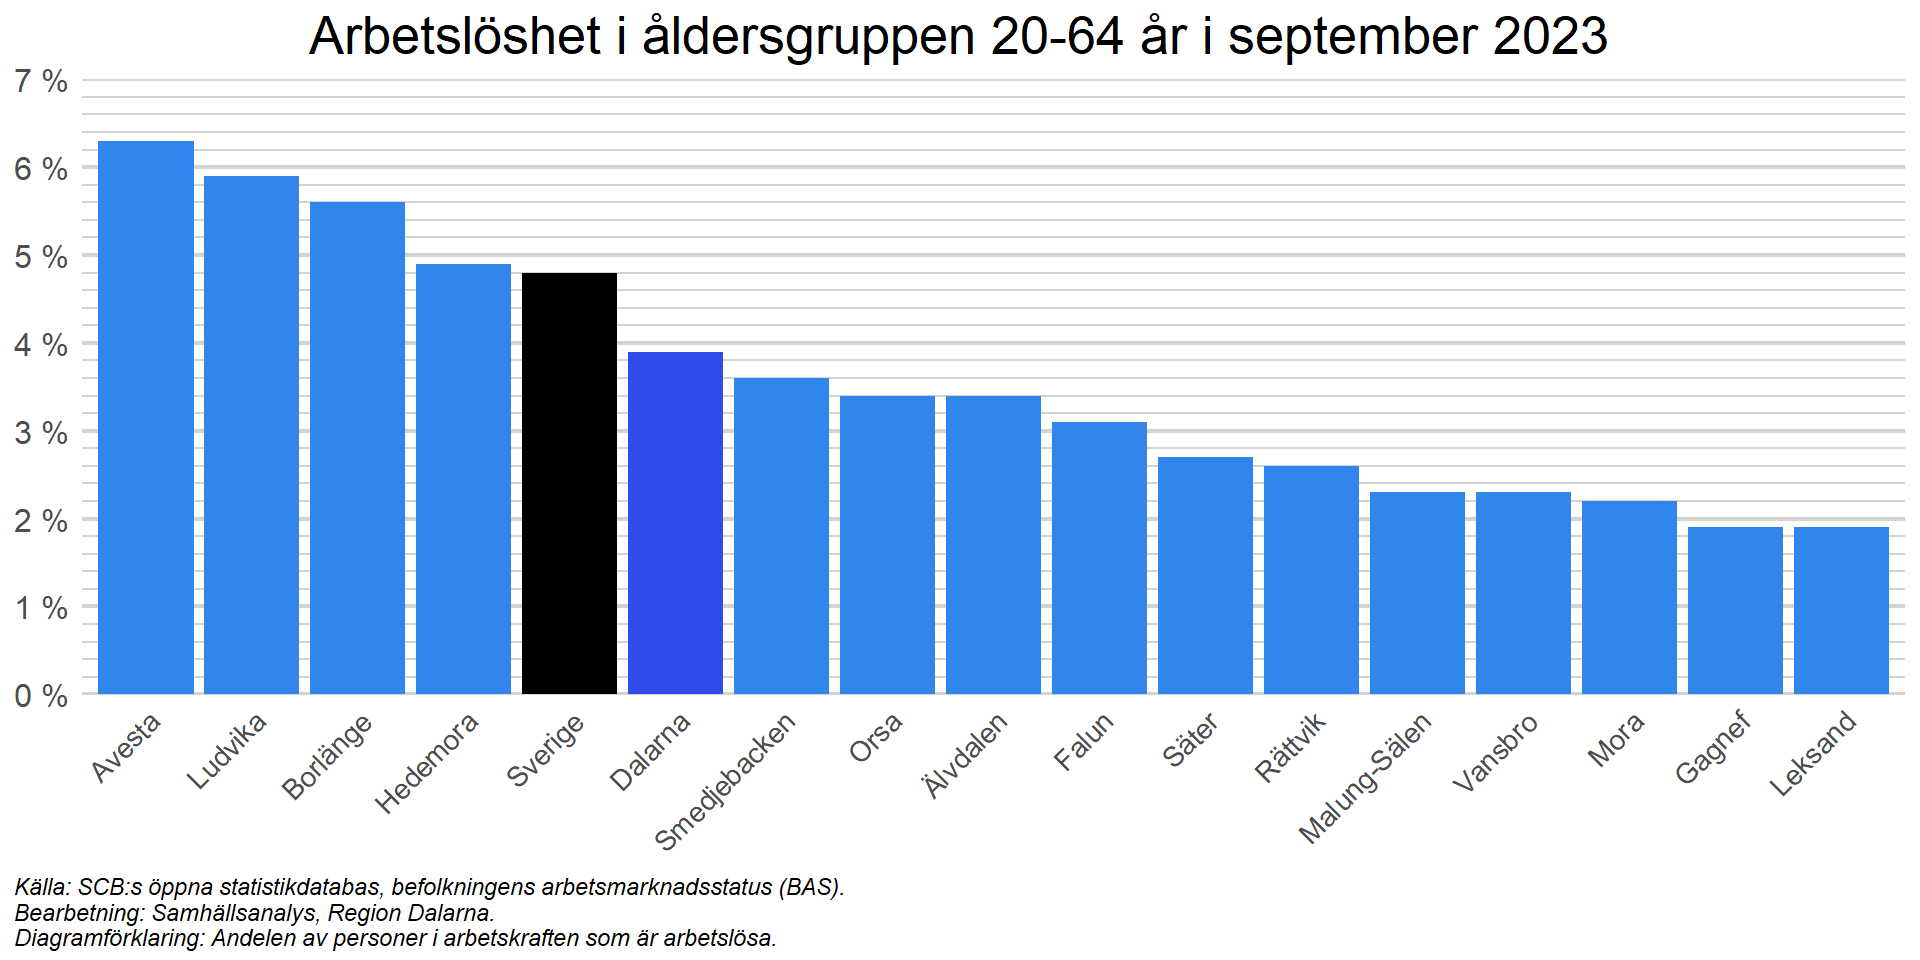 Arbetslöshet i åldersgruppen 20-64 år i september 2023
7 %
6 %
5 %
4 %
3 %
2 %
1 %
0 %
Avesta
Ludvika
Borlänge
Hedemora
Sverige
Dalarna
Smedjebacken
Orsa
Älvdalen
Falun
Säter
Rättvik
Malung-Sälen
Vansbro
Mora
Gagnef
Leksand
Källa: SCB:s öppna statistikdatabas, befolkningens arbetsmarknadsstatus (BAS).
Bearbetning: Samhällsanalys, Region Dalarna.
Diagramförklaring: Andelen av personer i arbetskraften som är arbetslösa.